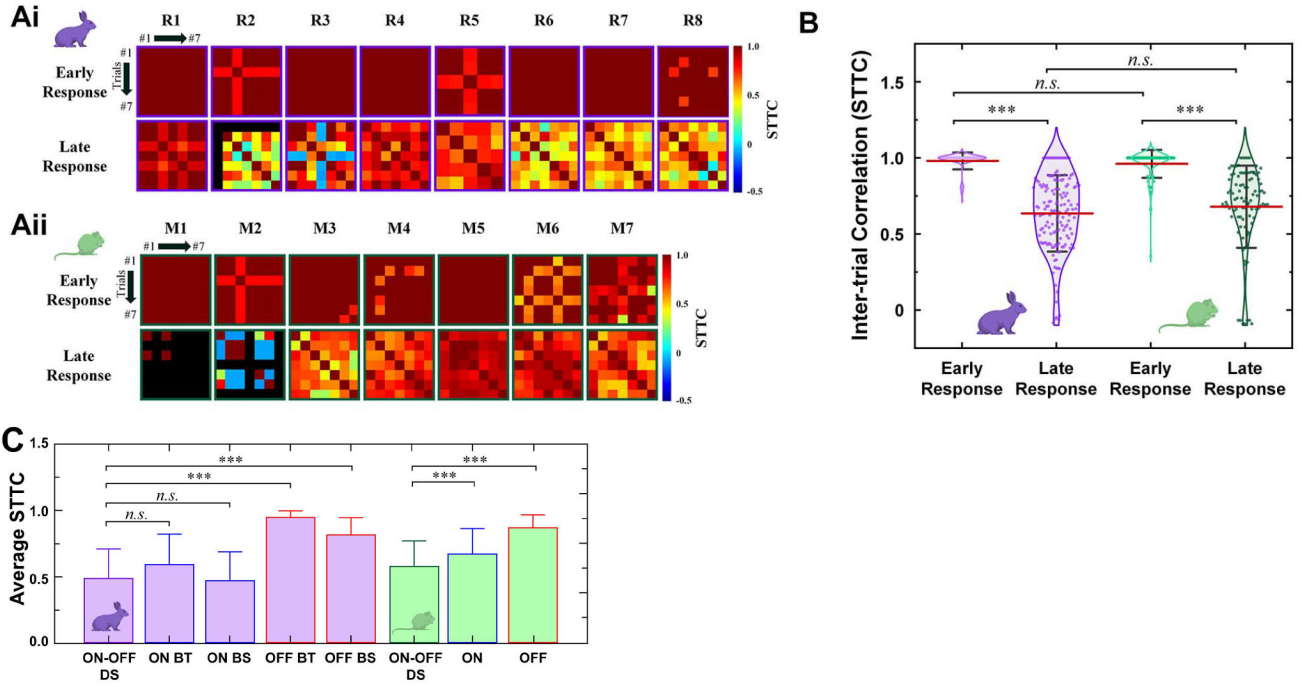 Ai
R1 R2 R3 R4 R5 R6 R7 R8
#1 #7
#1
Trials
#7
Early
Response
Late
Response
1.0
0.5
0
-0.5
STTC
Aii
M1 M2 M3 M4 M5 M6 M7
#1 #7
#1
Trials
#7
Early
Response
Late
Response
1.0
0.5
0
-0.5
STTC
B
Inter-trial Correlation (STTC)
1.5
1.0
0.5
0
n.s.
n.s.
***
***
Early
Response
Late
Response
Early
Response
Late
Response
C
Average STTC
1.5
1.0
0.5
0.0
***
***
n.s.
n.s.
***
***
ON-OFF
DS
ON BT
ON BS
OFF BT
OFF BS
ON-OFF
DS
ON
OFF